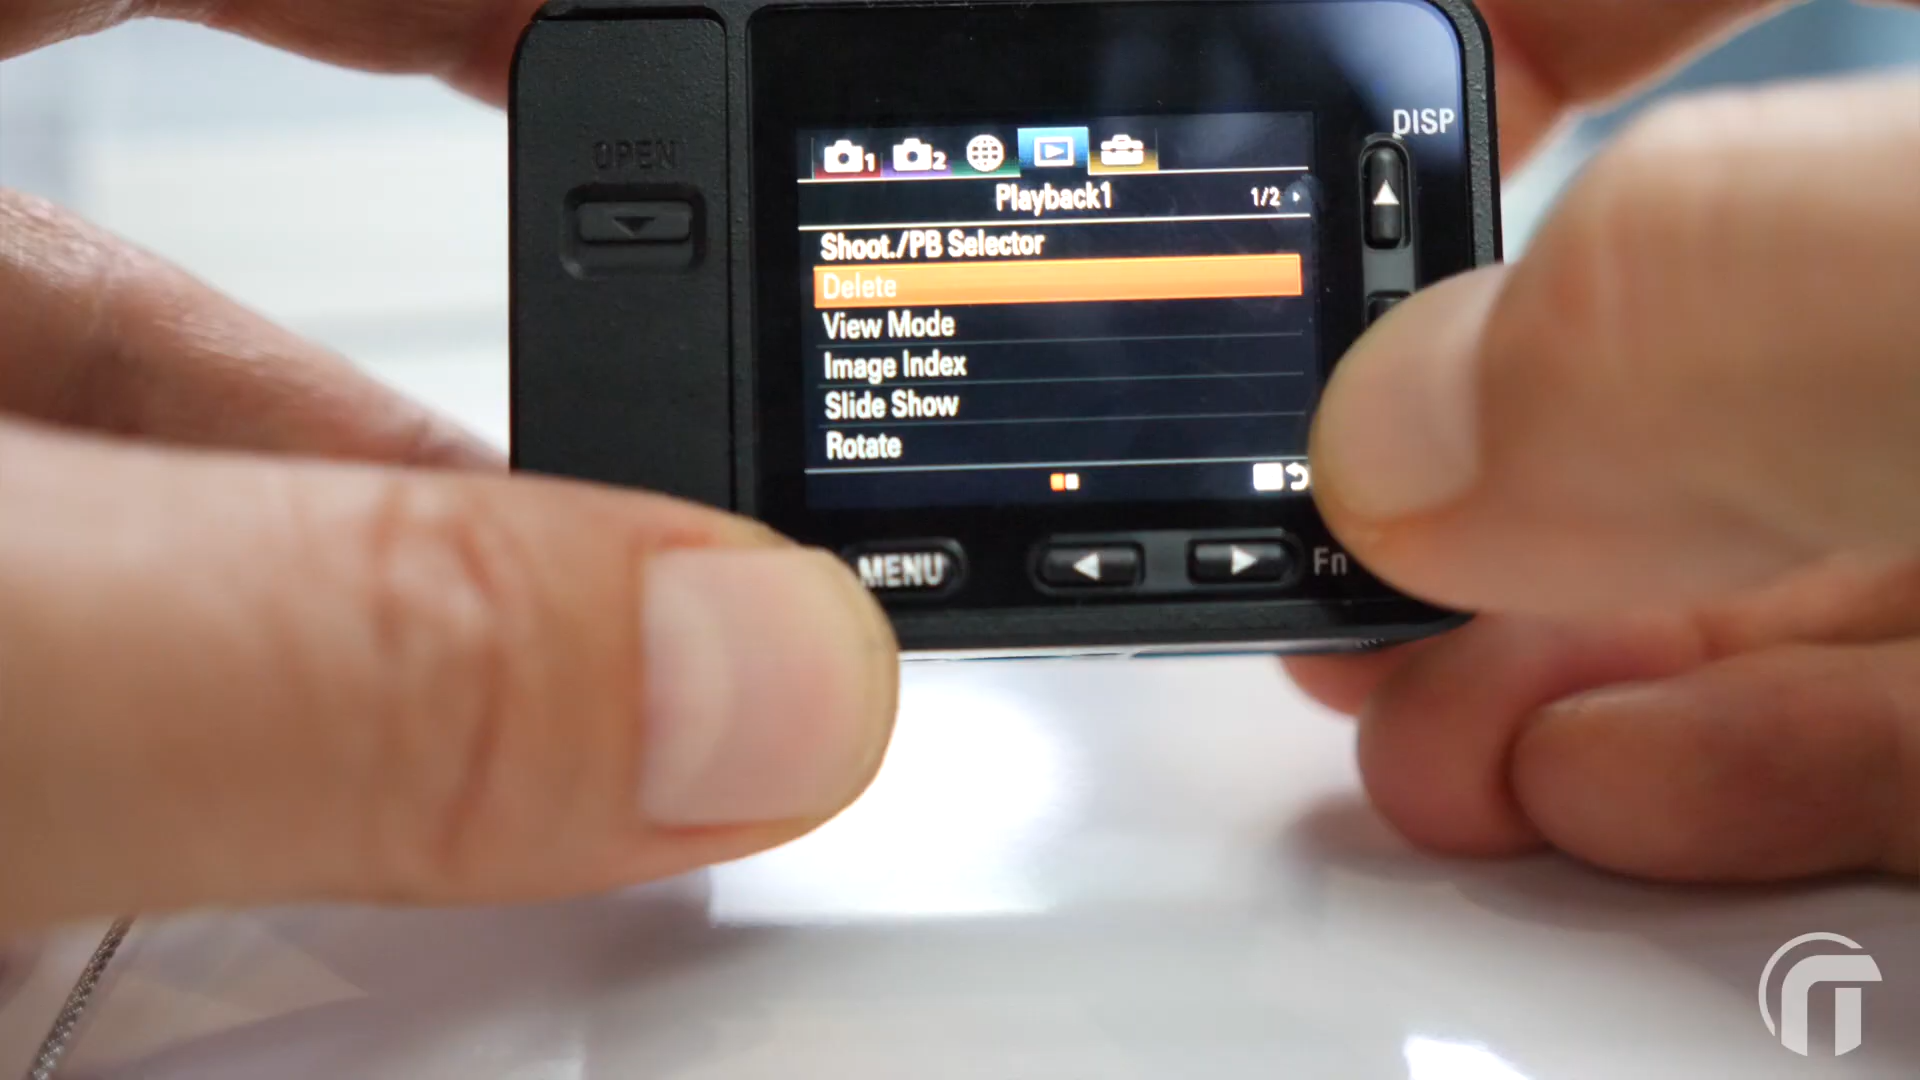 OPEN
DISP
1
2
Playback1
1/2
Shoot./PB Selector
Delete
View Mode
Image Index
Slide Show
Rotate
MENU
Fn